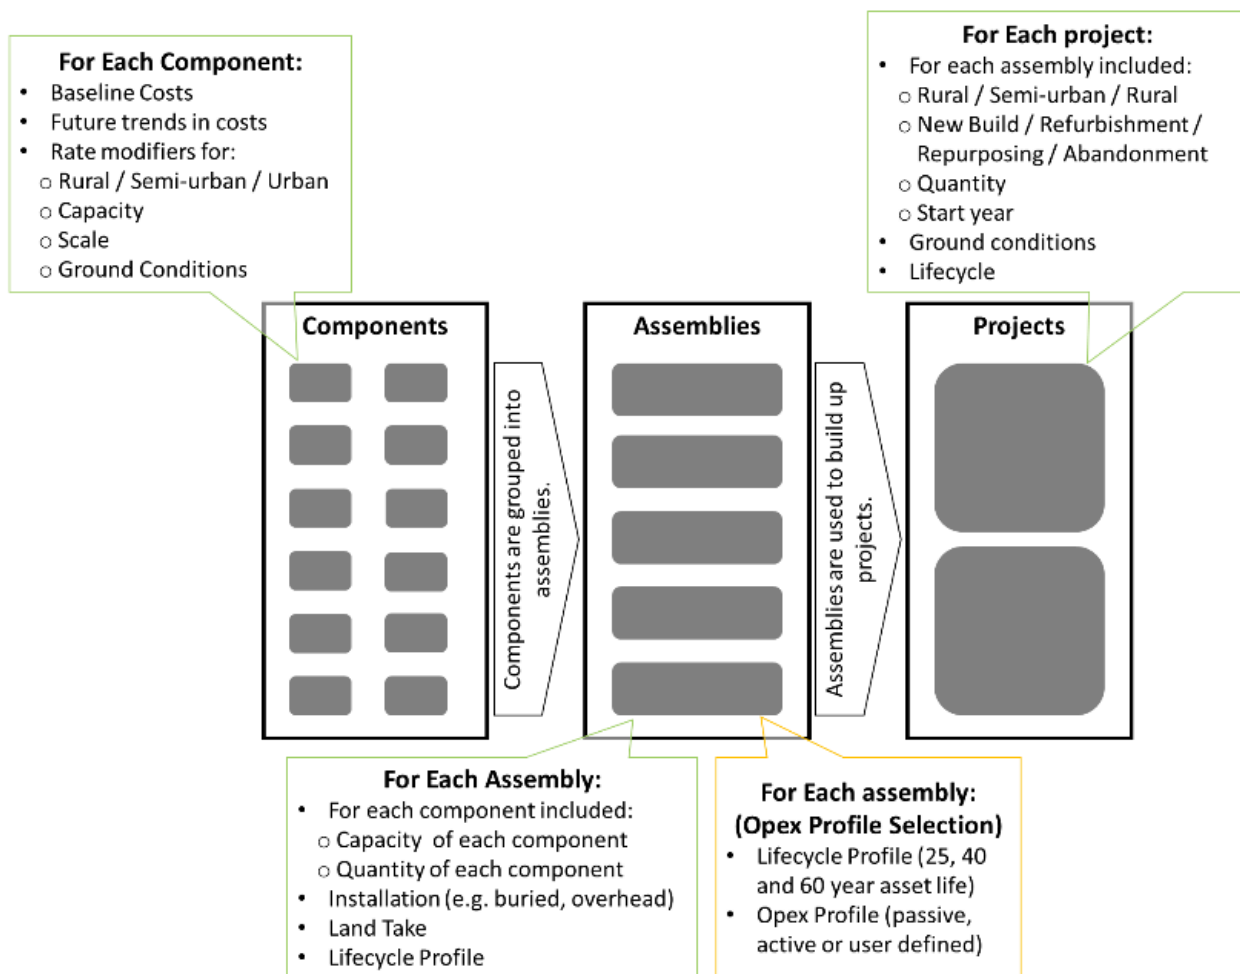 For Each Component:
• Baseline Costs
• Future trends in costs
• Rate modifiers for:
o Rural / Semi-urban / Urban
o Capacity
o Scale
o Ground Conditions
For Each project:
• For each assembly included:
o Rural / Semi-urban / Rural
o New Build / Refurbishment /
Repurposing / Abandonment
o Quantity
o Start year
• Ground conditions
• Lifecycle
Components
Components are grouped into
assemblies.
Assemblies
Assemblies are used to build up
projects.
Projects
For Each Assembly:
• For each component included:
o Capacity of each component
o Quantity of each component
• Installation (e.g. buried, overhead)
• Land Take
• Lifecycle Profile
For Each assembly:
(Opex Profile Selection)
• Lifecycle Profile (25, 40
and 60 year asset life)
• Opex Profile (passive,
active or user defined)